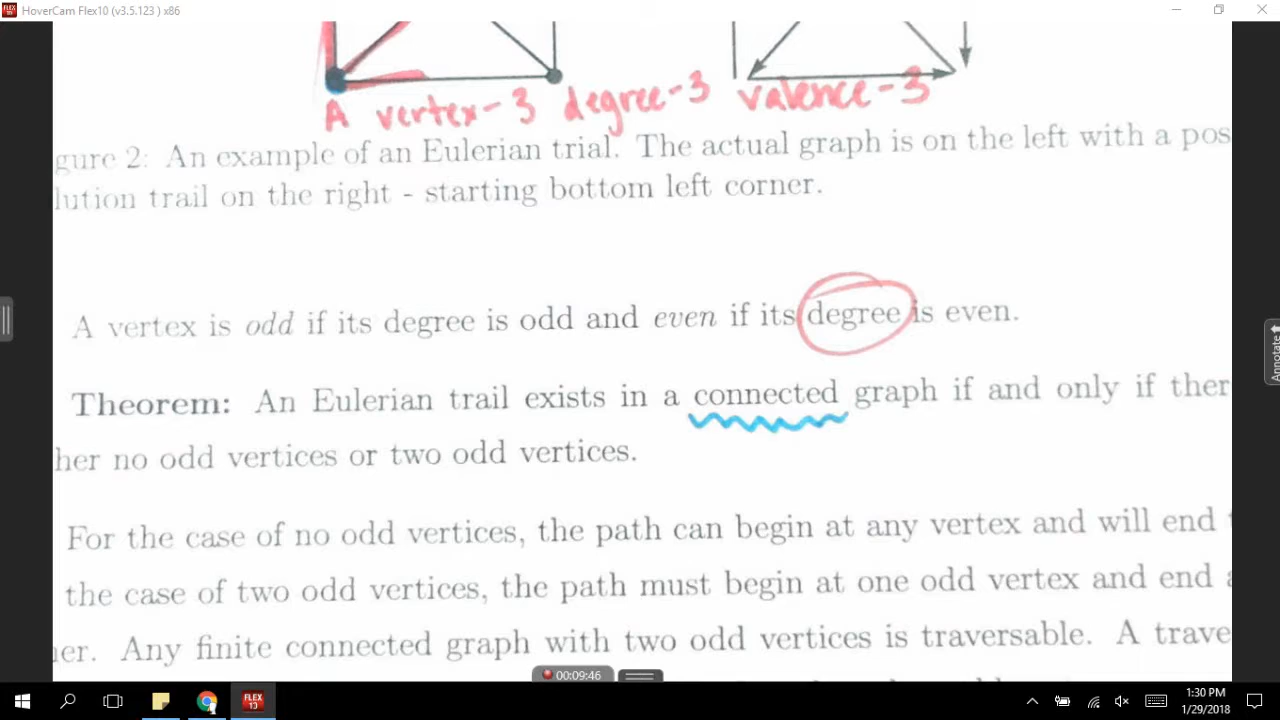 HoverCam Flex10 (v3.5.123 ) x86
A vertex-3 degree-3 valence-3
gure 2: An example of an Eulerian trial. The actual graph is on the left with a pos
lution trail on the right - starting bottom left corner.
A vertex is odd if its degree is odd and even if its degree is even.
Theorem: An Eulerian trail exists in a connected graph if and only if ther
her no odd vertices or two odd vertices.
For the case of no odd vertices, the path can begin at any vertex and will end
the case of two odd vertices, the path must begin at one odd vertex and end a
er. Any finite connected graph with two odd vertices is traversable. A trave
Annotate
00:09:46
FLEX
10
1:30 PM
1/29/2018